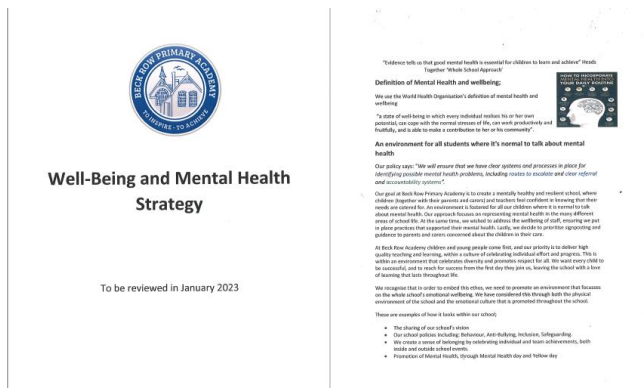 BECK ROW PRIMARY ACADEMY
TO INSPIRE · TO ACHIEVE
Well-Being and Mental Health
Strategy
To be reviewed in January 2023
"Evidence tells us that good mental health is essential for children to learn and achieve" Heads
Together 'Whole School Approach'
Definition of Mental Health and wellbeing;
We use the World Health Organisation's definition of mental health and
wellbeing
"a state of well-being in which every individual realises his or her own
potential, can cope with the normal stresses of life, can work productively and
fruitfully, and is able to make a contribution to her or his community".
HOW TO INCORPORATE
MENTAL HEALTH INTO
YOUR DAILY ROUTINE
An environment for all students where it's normal to talk about mental
health
Our policy says: "We will ensure that we have clear systems and processes in place for
identifying possible mental health problems, including routes to escalate and clear referral
and accountability systems".
Our goal at Beck Row Primary Academy is to create a mentally healthy and resilient school, where
children (together with their parents and carers) and teachers feel confident in knowing that their
needs are catered for. An environment is fostered for all our children where it is normal to talk
about mental health. Our approach focuses on representing mental health in the many different
areas of school life. At the same time, we wished to address the wellbeing of staff, ensuring we put
in place practices that supported their mental health. Lastly, we decide to prioritise signposting and
guidance to parents and carers concerned about the children in their care.
At Beck Row Academy children and young people come first, and our priority is to deliver high
quality teaching and learning, within a culture of celebrating individual effort and progress. This is
within an environment that celebrates diversity and promotes respect for all. We want every child to
be successful, and to reach for success from the first day they join us, leaving the school with a love
of learning that lasts throughout life.
We recognise that in order to embed this ethos, we need to promote an environment that focusses
on the whole school's emotional wellbeing. We have considered this through both the physical
environment of the school and the emotional culture that is promoted throughout the school.
These are examples of how it looks within our school;
• The sharing of our school's vision
• Our school policies including: Behaviour, Anti-Bullying, Inclusion, Safeguarding
• We create a sense of belonging by celebrating individual and team achievements, both
inside and outside school events.
• Promotion of Mental Health, through Mental Health day and Yellow day